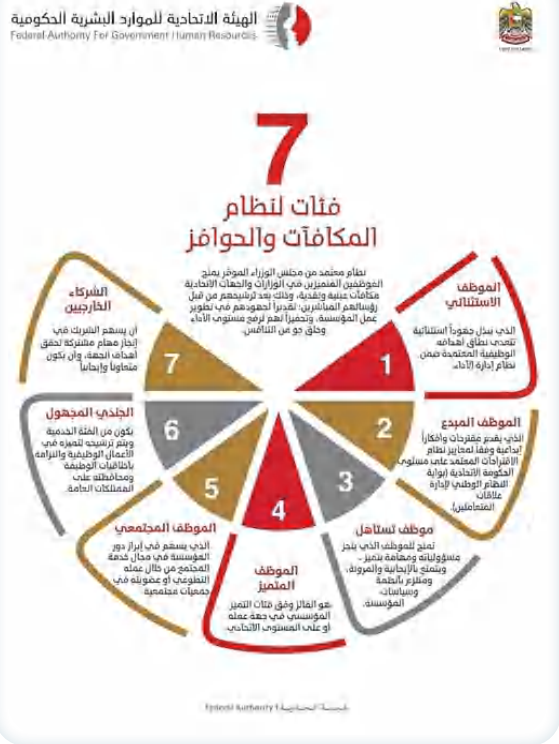 الهيئة الاتحادية للموارد البشرية الحكومية
Federal Authority For Government Human Resources
7
فئات لنظام
المكافآت والحوافز
نظام معتمد من مجلس الوزراء الموقر يمنح
الموظفين المتميزين في الوزارات والجهات الاتحادية
مكافآت عينية ونقدية، وذلك بعد ترشيحهم من قبل
رؤسائهم المباشرين؛ تقديراً لجهودهم في تطوير
عمل المؤسسة، وتحفيزاً لهم لرفع مستوى الأداء
وخلق جو من التنافس.
1
الموظف
الاستثنائي
الذي يبذل جهوداً استثنائية
تتعدى نطاق أهدافه
الوظيفية المعتمدة ضمن
نظام إدارة الأداء.
2
الموظف المبدع
الذي يقدم مقترحات وأفكاراً
إبداعية وفقاً لمعايير نظام
الاقتراحات المعتمد على مستوى
الحكومة الاتحادية (بوابة
النظام الوطني لإدارة
علاقات
المتعاملين).
3
موظف تستاهل
تمنح للموظف الذي ينجز
مسؤولياته ومهامه بتميز -
ويتمتع بالإيجابية والمرونة،
وملتزم بأنظمة
وسياسات
المؤسسة.
4
الموظف
المتميز
هو الفائز وفق فئات التميز
المؤسسي في جهة عمله
أو على المستوى الاتحادي.
5
الموظف المجتمعي
الذي يسهم في إبراز دور
المؤسسة في مجال خدمة
المجتمع من خلال عمله
التطوعي أو عضويته في
جمعيات مجتمعية.
6
الجندي المجهول
يكون من الفئة الخدمية
ويتم ترشيحه لتميزه في
الأعمال الوظيفية والتزامه
بأخلاقيات الوظيفة
ومحافظته على
الممتلكات العامة.
7
الشركاء
الخارجيين
أن يسهم الشريك في
إنجاز مهام مشتركة تحقق
أهداف الجهة، وأن يكون
متعاوناً وإيجابياً
Federal Authority |